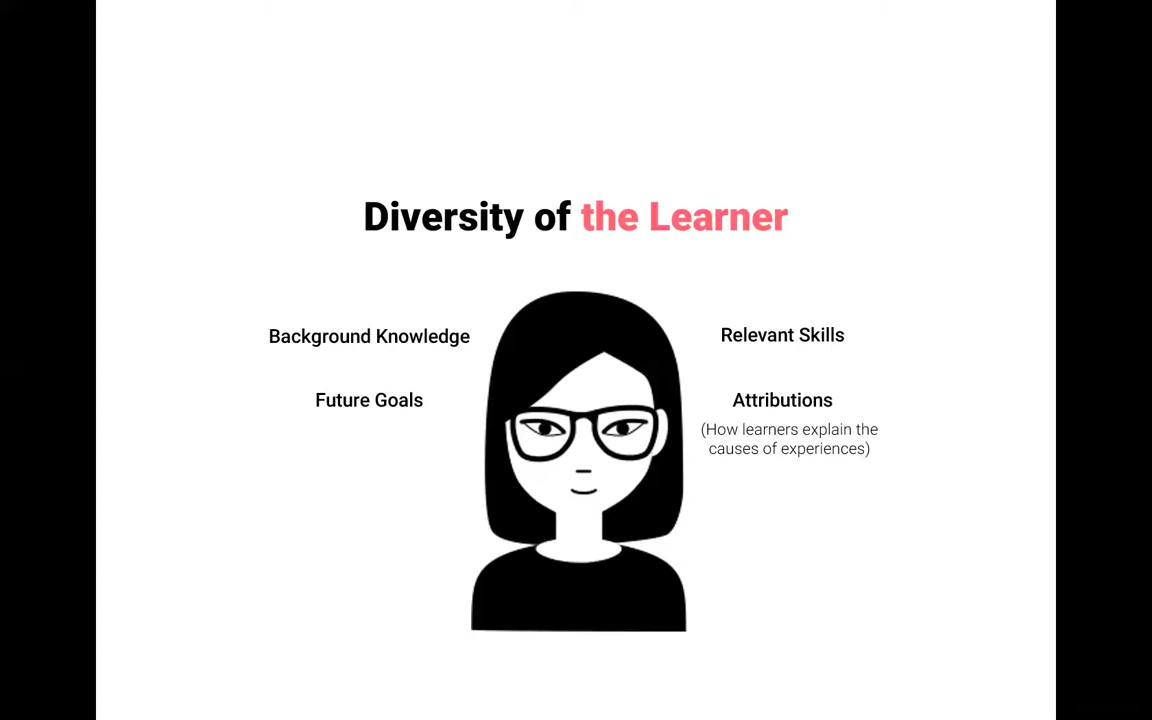 Diversity of the Learner
Background Knowledge
Relevant Skills
Future Goals
Attributions
(How learners explain the
causes of experiences)